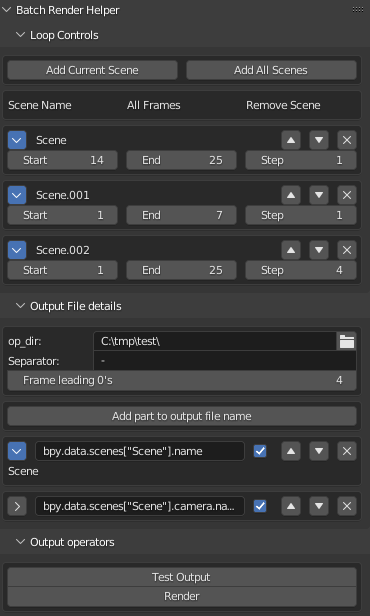 Batch Render Helper
Loop Controls
Add Current Scene Add All Scenes
Scene Name All Frames Remove Scene
Scene
Start 14 End 25 Step 1
Scene.001
Start 1 End 7 Step 1
Scene.002
Start 1 End 25 Step 4
Output File details
op_dir: C:\tmp\test\
Separator: -
Frame leading 0's 4
Add part to output file name
bpy.data.scenes["Scene"].name
Scene
bpy.data.scenes["Scene"].camera.na...
Output operators
Test Output
Render